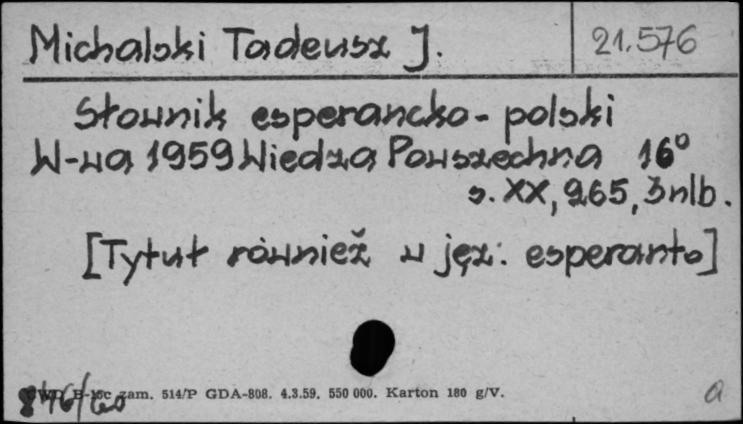 Michalski Tadeusz J.
21.576
Słownik esperancko-polski
W-wa 1959 Wiedza Powszechna 16°
s. XX, 265, 3 nlb.
[Tytuł również w jęz. esperanto]
zam. 514/P GDA-808. 4.3.59. 550 000. Karton 180 g/V.
a